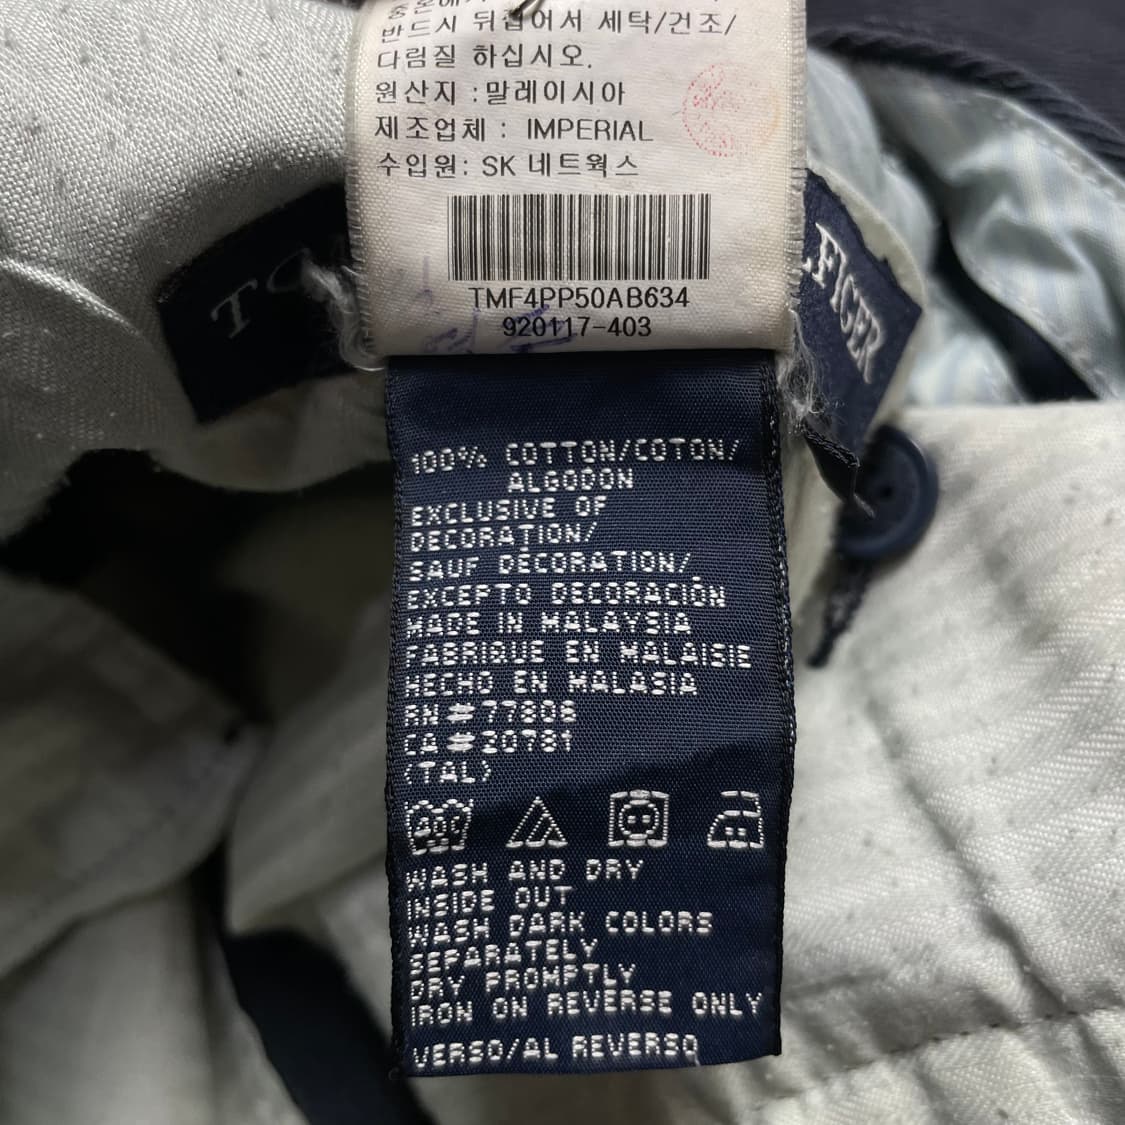 반드시 뒤집어서 세탁/건조/
다림질 하십시오.
원산지 :말레이시아
제조업체 : IMPERIAL
수입원: SK 네트웍스
TMF4PP50AB634
920117-403
100% COTTON/COTON/
ALGODON
EXCLUSIVE OF
DECORATION/
SAUF DÉCORATION/
EXCEPTO DECORACIÓN
MADE IN MALAYSIA
FABRIQUE EN MALAISIE
HECHO EN MALASIA
RN # 77806
CA # 20781
(TAL)
WASH AND DRY
INSIDE OUT
WASH DARK COLORS
SEPARATELY
DRY PROMPTLY
IRON ON REVERSE ONLY
VERSO/AL REVERSO